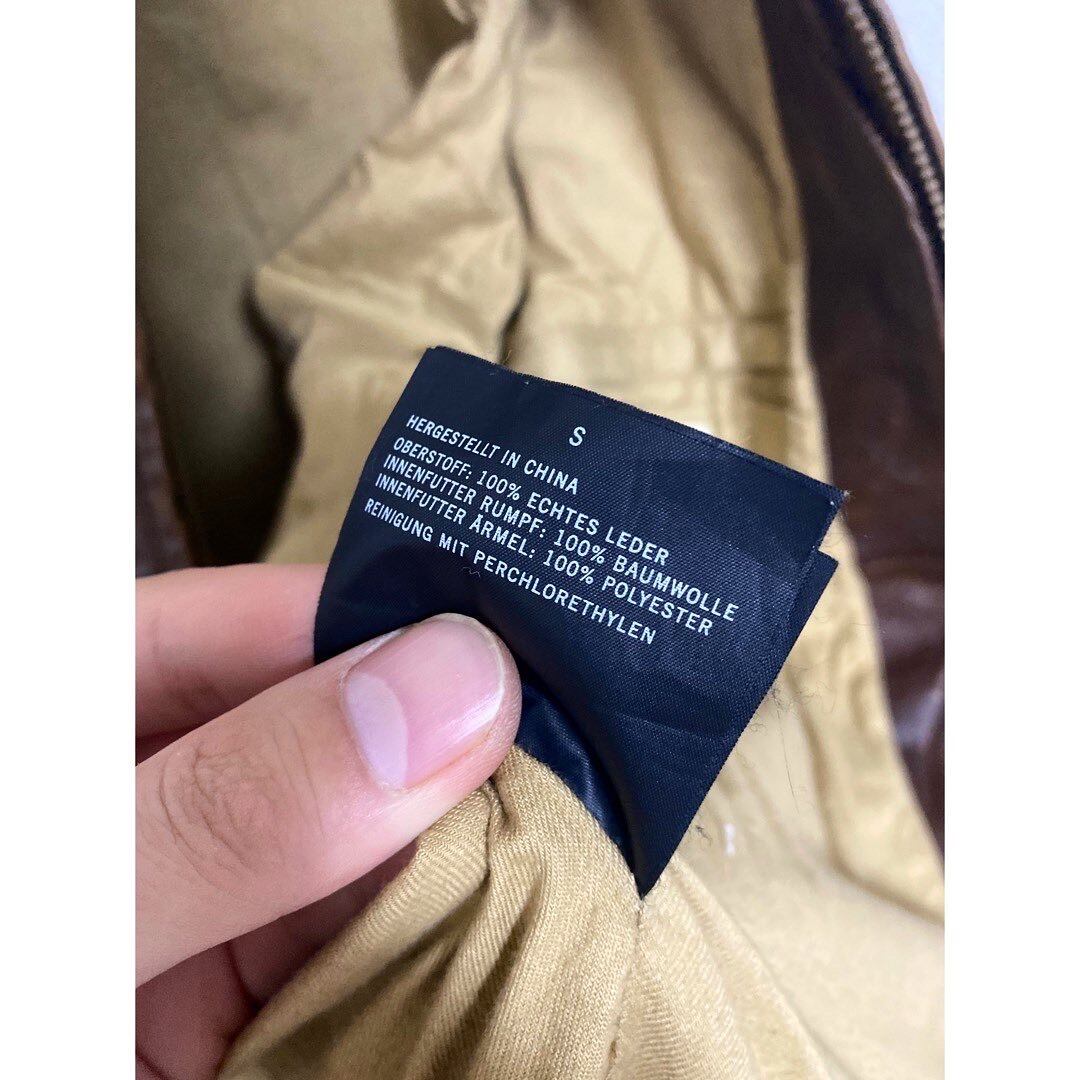 S
HERGESTELLT IN CHINA
OBERSTOFF: 100% ECHTES LEDER
INNENFUTTER RUMPF: 100% BAUMWOLLE
INNENFUTTER ÄRMEL: 100% POLYESTER
REINIGUNG MIT PERCHLORETHYLEN